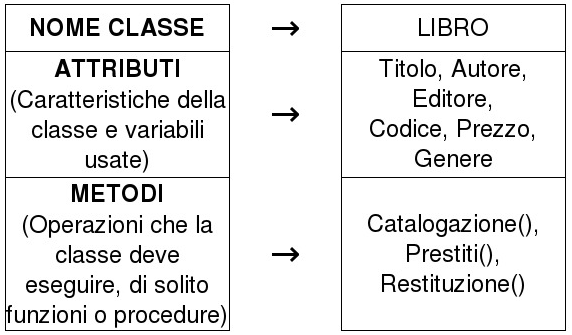 NOME CLASSE → LIBRO
ATTRIBUTI
(Caratteristiche della
classe e variabili
usate)
→
Titolo, Autore,
Editore,
Codice, Prezzo,
Genere
METODI
(Operazioni che la
classe deve
eseguire, di solito
funzioni o procedure)
→
Catalogazione(),
Prestiti(),
Restituzione()